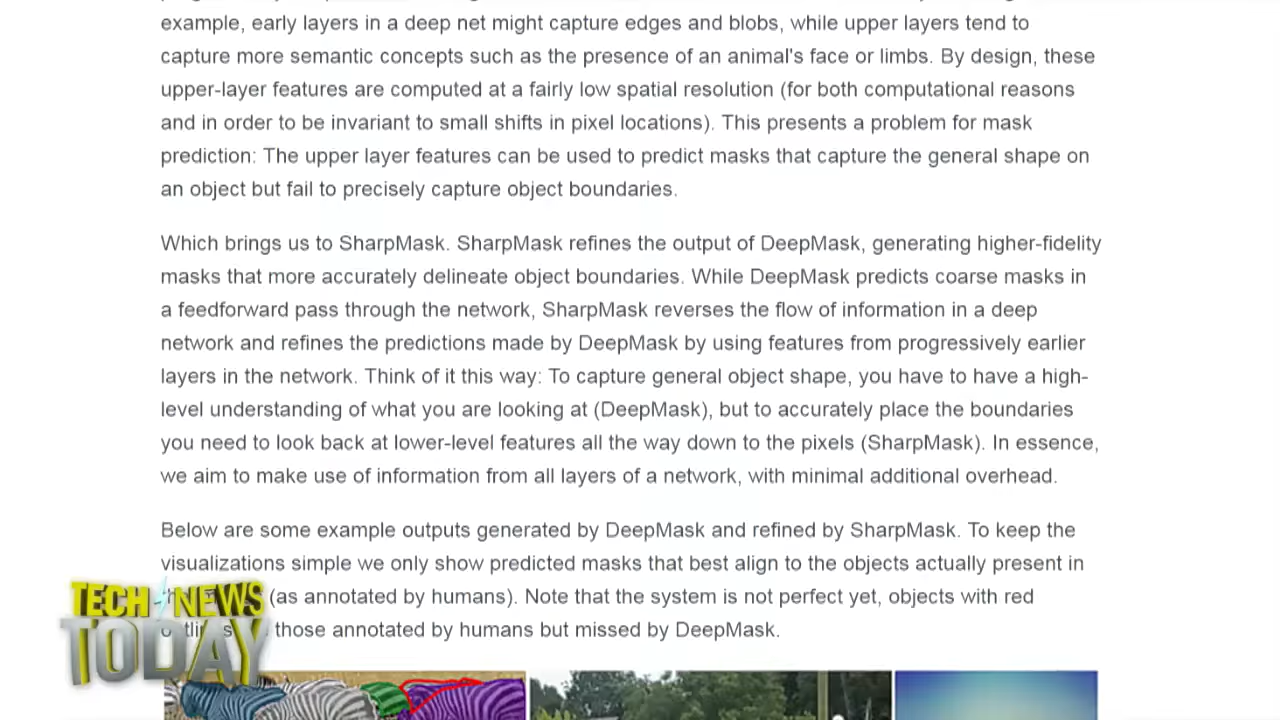 example, early layers in a deep net might capture edges and blobs, while upper layers tend to
capture more semantic concepts such as the presence of an animal's face or limbs. By design, these
upper-layer features are computed at a fairly low spatial resolution (for both computational reasons
and in order to be invariant to small shifts in pixel locations). This presents a problem for mask
prediction: The upper layer features can be used to predict masks that capture the general shape on
an object but fail to precisely capture object boundaries.
Which brings us to SharpMask. SharpMask refines the output of DeepMask, generating higher-fidelity
masks that more accurately delineate object boundaries. While DeepMask predicts coarse masks in
a feedforward pass through the network, SharpMask reverses the flow of information in a deep
network and refines the predictions made by DeepMask by using features from progressively earlier
layers in the network. Think of it this way: To capture general object shape, you have to have a high-
level understanding of what you are looking at (DeepMask), but to accurately place the boundaries
you need to look back at lower-level features all the way down to the pixels (SharpMask). In essence,
we aim to make use of information from all layers of a network, with minimal additional overhead.
Below are some example outputs generated by DeepMask and refined by SharpMask. To keep the
visualizations simple we only show predicted masks that best align to the objects actually present in
(as annotated by humans). Note that the system is not perfect yet, objects with red
those annotated by humans but missed by DeepMask.
TECH NEWS
TODAY